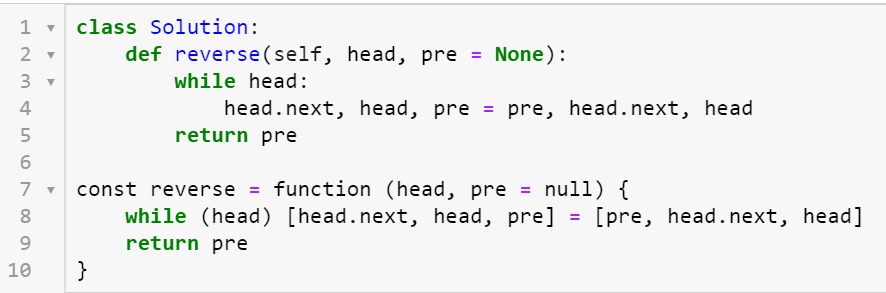 1 class Solution:
2     def reverse(self, head, pre = None):
3         while head:
4             head.next, head, pre = pre, head.next, head
5         return pre
6
7 const reverse = function (head, pre = null) {
8     while (head) [head.next, head, pre] = [pre, head.next, head]
9     return pre
10 }